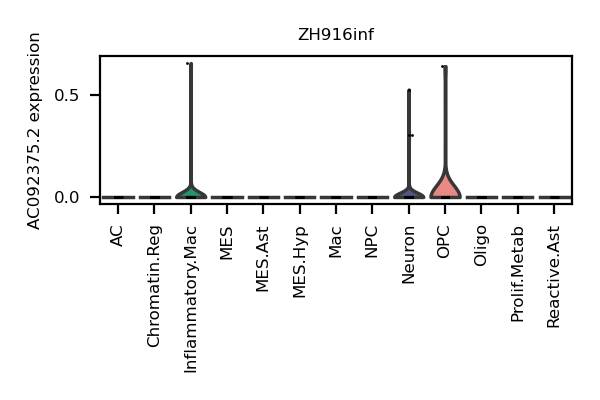 ZH916inf
AC092375.2 expression
0.5
0.0
AC
Chromatin.Reg
Inflammatory.Mac
MES
MES.Ast
MES.Hyp
Mac
NPC
Neuron
OPC
Oligo
Prolif.Metab
Reactive.Ast